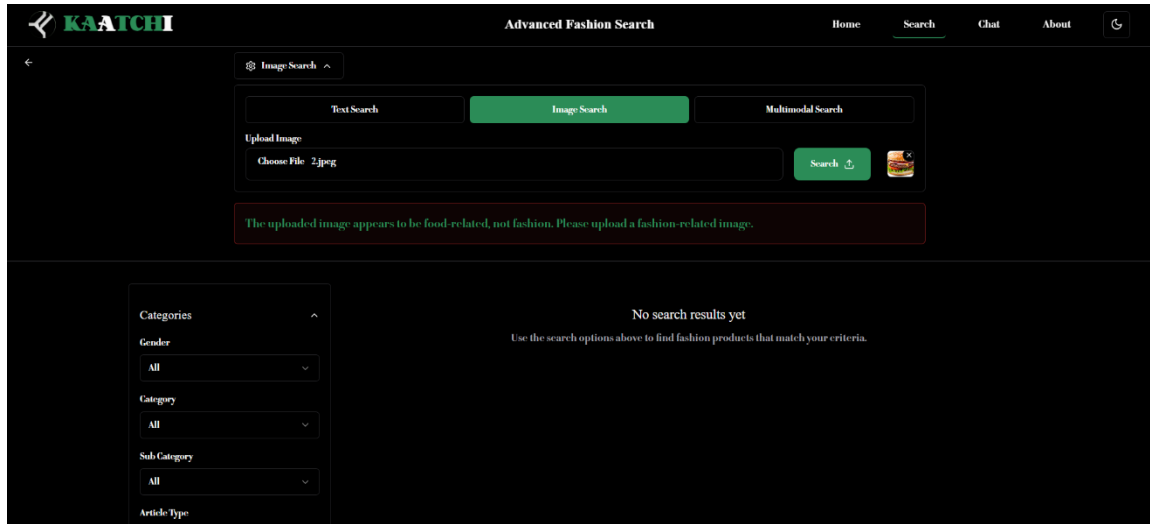 KAATCHI
Advanced Fashion Search
Home
Search
Chat
About
Image Search
Text Search
Image Search
Multimodal Search
Upload Image
Choose File 2.jpeg
Search
The uploaded image appears to be food-related, not fashion. Please upload a fashion-related image.
Categories
Gender
All
Category
All
Sub Category
All
Article Type
No search results yet
Use the search options above to find fashion products that match your criteria.